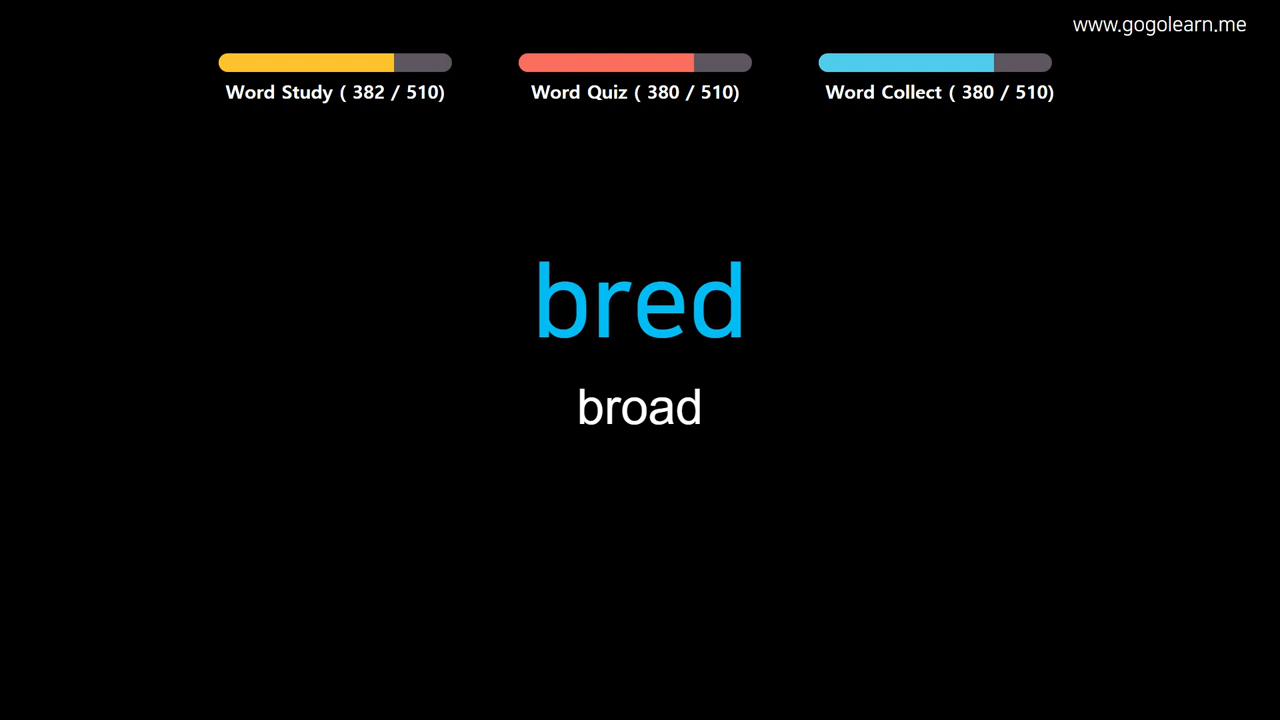 www.gogolearn.me
Word Study ( 382 / 510)
Word Quiz ( 380 / 510)
Word Collect ( 380 / 510)
bred
broad